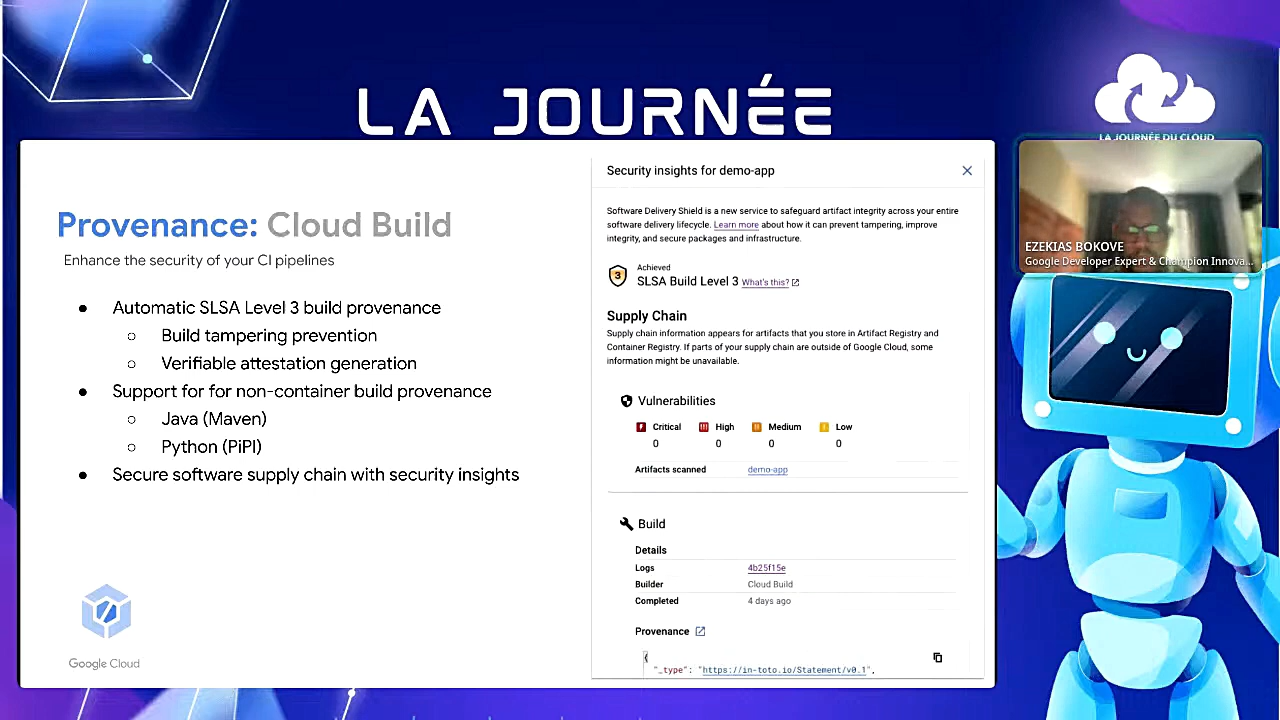 LA JOURNÉE
LA JOURNÉE DU CLOUD
EZEKIAS BOKOVE
Google Developer Expert & Champion Innova...
Provenance: Cloud Build
Enhance the security of your CI pipelines
● Automatic SLSA Level 3 build provenance
○ Build tampering prevention
○ Verifiable attestation generation
● Support for for non-container build provenance
○ Java (Maven)
○ Python (PiPI)
● Secure software supply chain with security insights
Google Cloud
Security insights for demo-app
Software Delivery Shield is a new service to safeguard artifact integrity across your entire
software delivery lifecycle. Learn more about how it can prevent tampering, improve
integrity, and secure packages and infrastructure.
3
Achieved
SLSA Build Level 3 What's this?
Supply Chain
Supply chain information appears for artifacts that you store in Artifact Registry and
Container Registry. If parts of your supply chain are outside of Google Cloud, some
information might be unavailable.
Vulnerabilities
Critical High Medium Low
0 0 0 0
Artifacts scanned demo-app
Build
Details
Logs 4b25f15e
Builder Cloud Build
Completed 4 days ago
Provenance
{
"_type": "https://in-toto.io/Statement/v0.1",